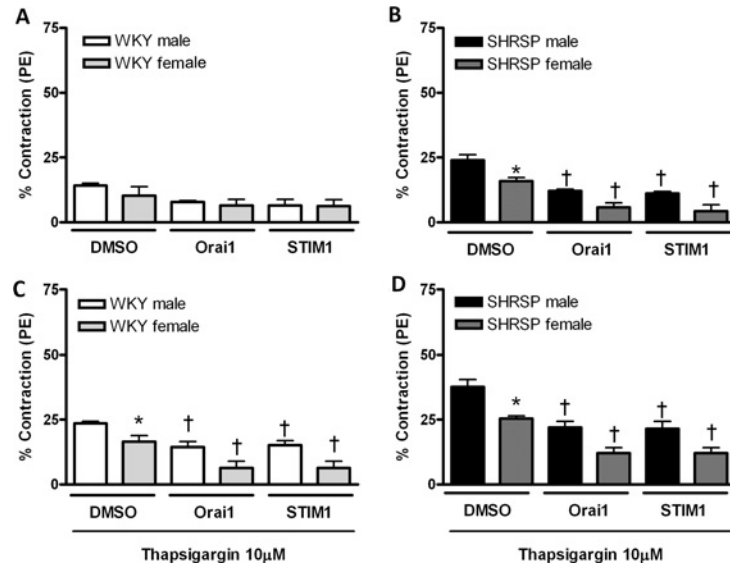 A
75
50
25
0
% Contraction (PE)
WKY male
WKY female
DMSO
Orai1
STIM1
B
75
50
25
0
% Contraction (PE)
SHRSP male
SHRSP female
*
†
†
†
†
DMSO
Orai1
STIM1
C
75
50
25
0
% Contraction (PE)
WKY male
WKY female
*
†
†
†
†
DMSO
Orai1
STIM1
Thapsigargin 10μM
D
75
50
25
0
% Contraction (PE)
SHRSP male
SHRSP female
*
†
†
†
†
DMSO
Orai1
STIM1
Thapsigargin 10μM